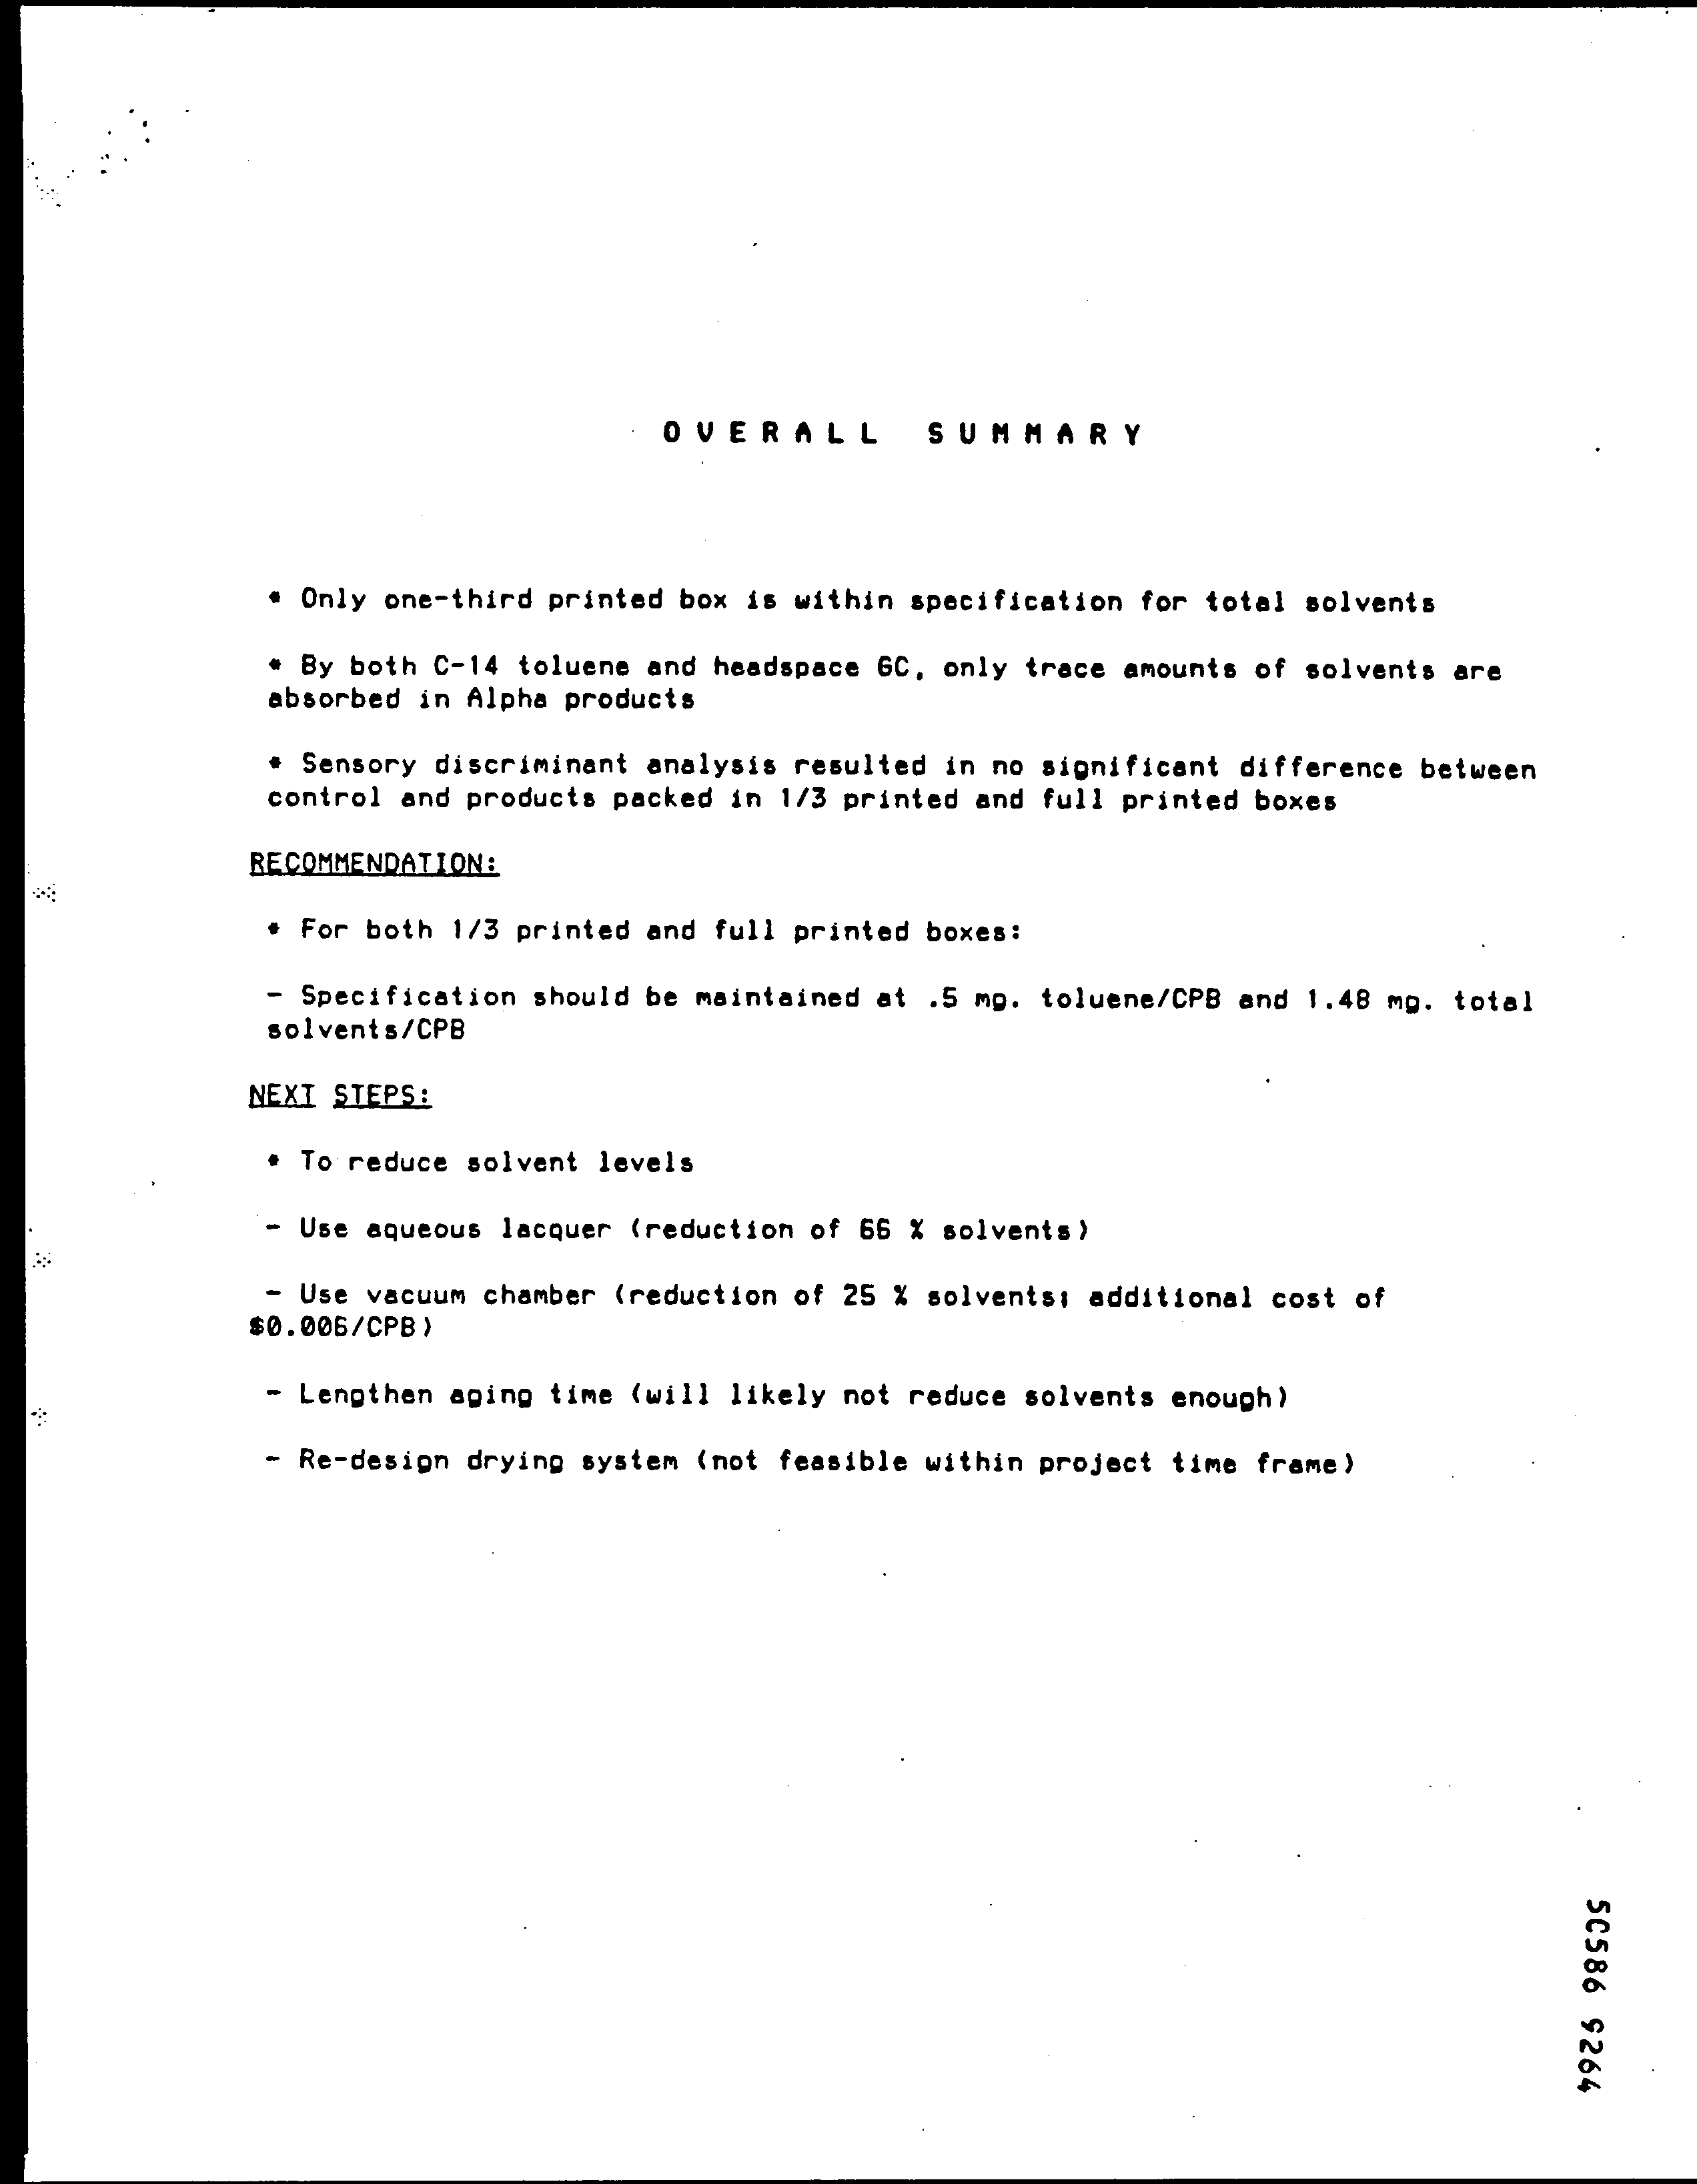 OVERALL SUMMARY
* Only one-third printed box is within specification for total solvents
* By both C-14 toluene and headspace GC, only trace amounts of solvents are
absorbed in Alpha products
* Sensory discriminant analysis resulted in no significant difference between
control and products packed in 1/3 printed and full printed boxes
RECOMMENDATION:
* For both 1/3 printed and full printed boxes:
- Specification should be maintained at .5 mg. toluene/CPB and 1.48 mg. total
solvents/CPB
NEXT STEPS:
* To reduce solvent levels
- Use aqueous lacquer (reduction of 66 % solvents)
- Use vacuum chamber (reduction of 25 % solvents; additional cost of
$0.006/CPB)
- Lengthen aging time (will likely not reduce solvents enough)
- Re-design drying system (not feasible within project time frame)
50586 9264